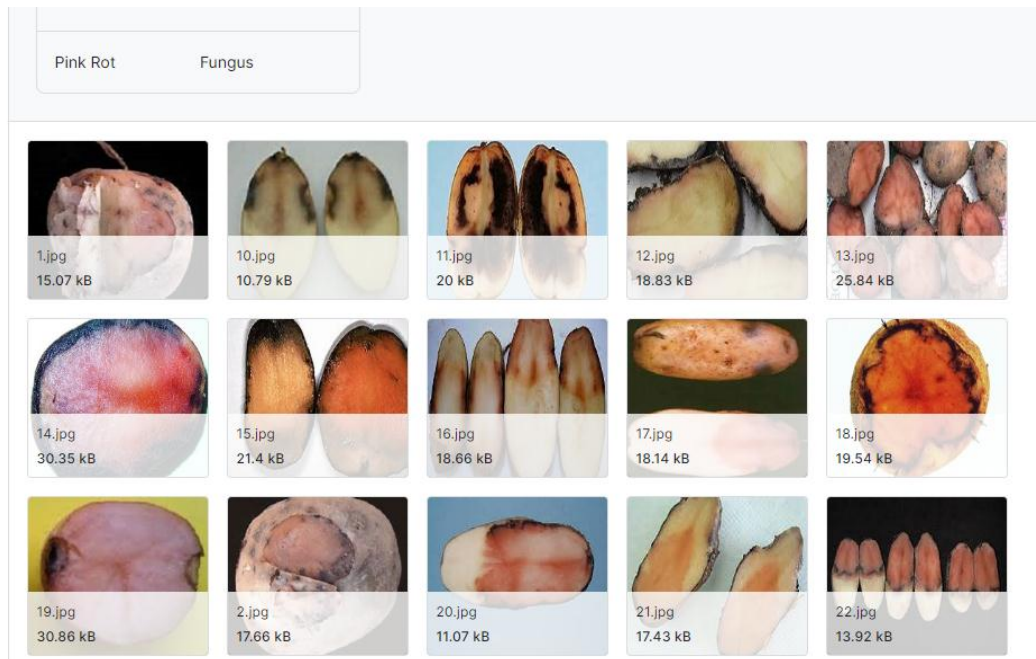 Pink Rot Fungus
1.jpg
15.07 kB
10.jpg
10.79 kB
11.jpg
20 kB
12.jpg
18.83 kB
13.jpg
25.84 kB
14.jpg
30.35 kB
15.jpg
21.4 kB
16.jpg
18.66 kB
17.jpg
18.14 kB
18.jpg
19.54 kB
19.jpg
30.86 kB
2.jpg
17.66 kB
20.jpg
11.07 kB
21.jpg
17.43 kB
22.jpg
13.92 kB